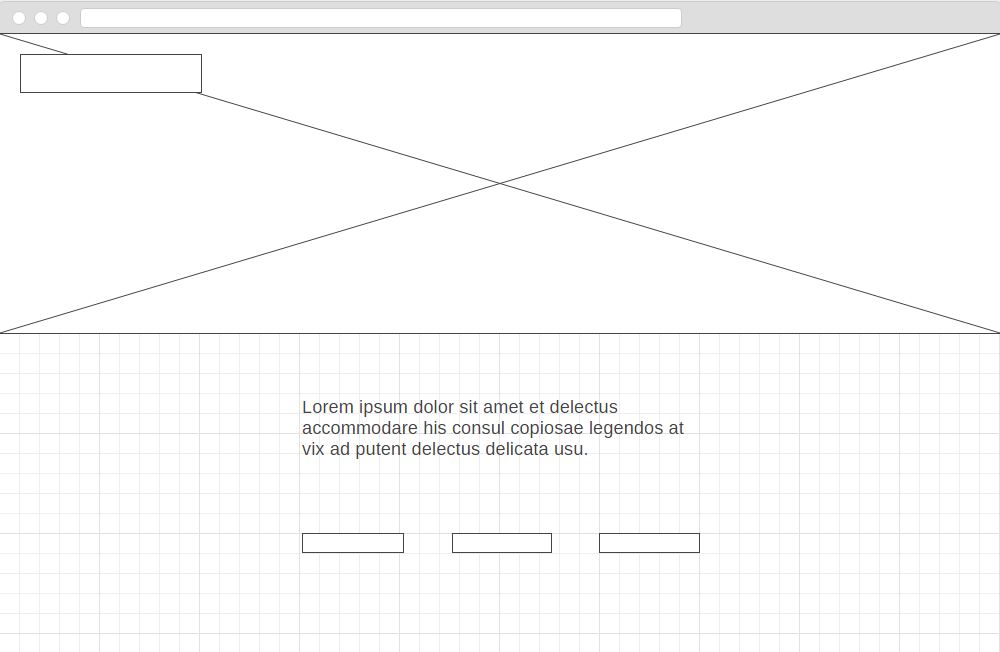 Lorem ipsum dolor sit amet et delectus
accommodare his consul copiosae legendos at
vix ad putent delectus delicata usu.